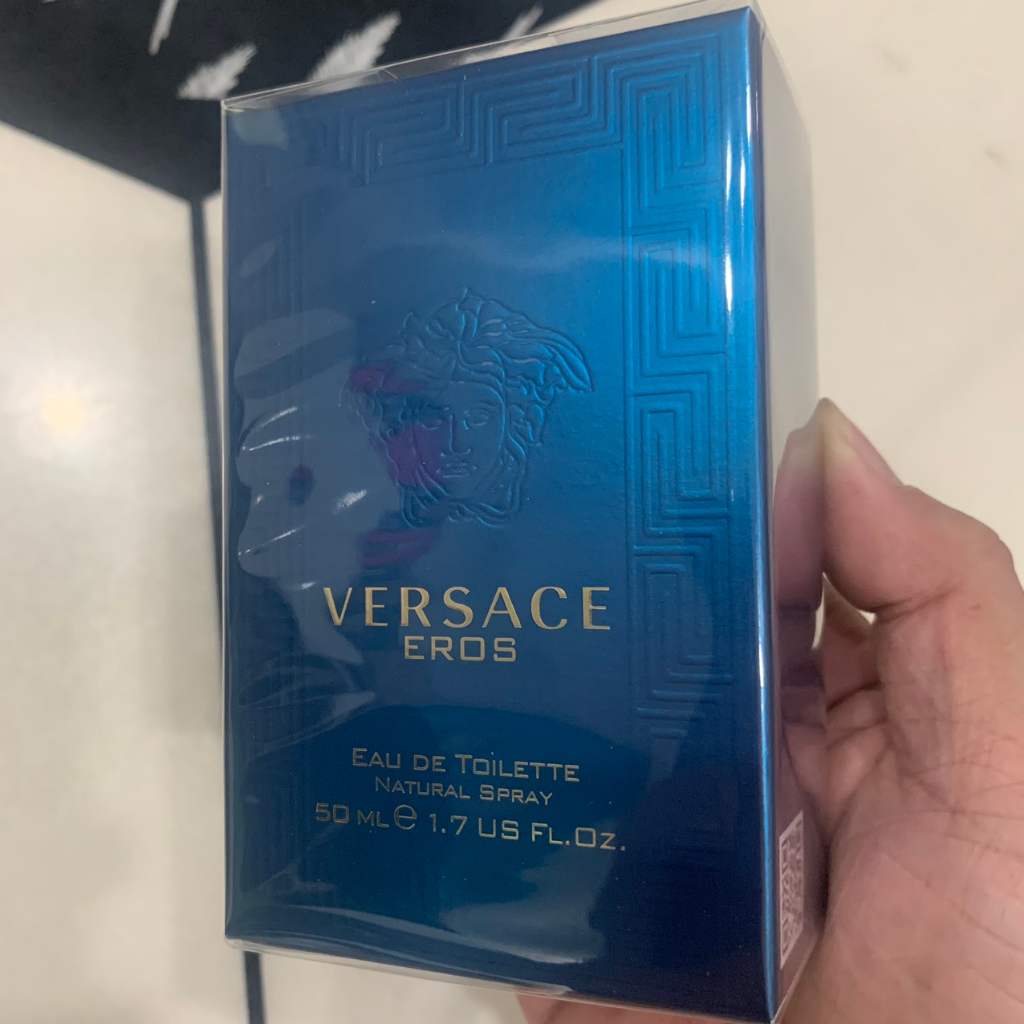 VERSACE
EROS
EAU DE TOILETTE
NATURAL SPRAY
50 ML e 1.7 US FL.OZ.